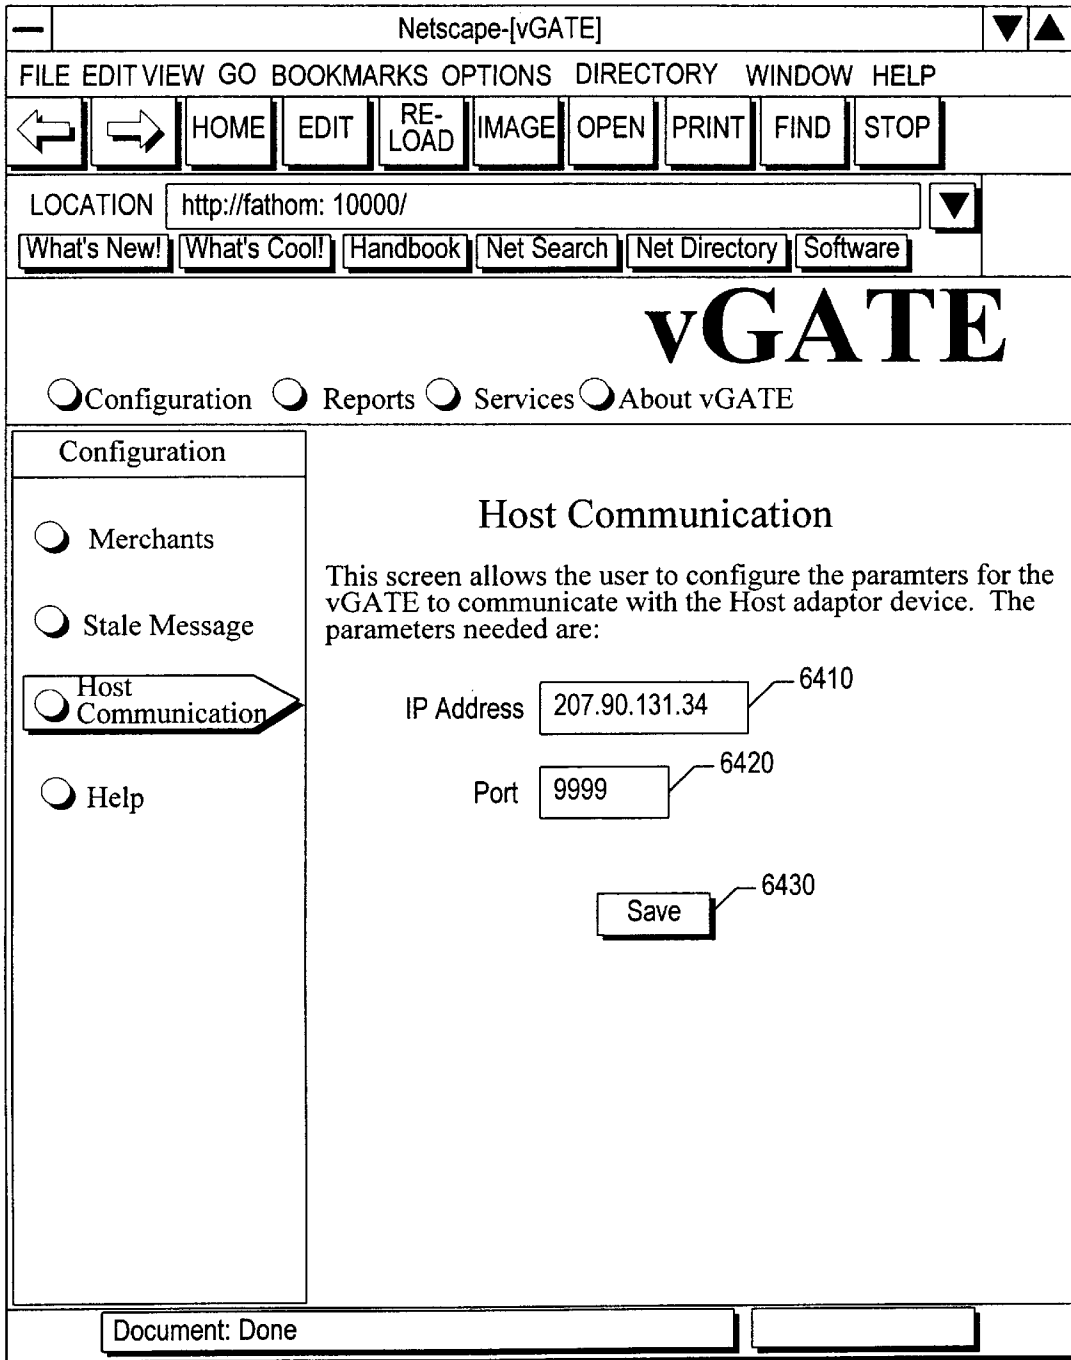 Netscape-[vGATE]
FILE EDIT VIEW GO BOOKMARKS OPTIONS DIRECTORY WINDOW HELP
HOME EDIT RE-LOAD IMAGE OPEN PRINT FIND STOP
LOCATION http://fathom: 10000/
What's New! What's Cool! Handbook Net Search Net Directory Software
vGATE
Configuration Reports Services About vGATE
Configuration
Merchants
Stale Message
Host
Communication
Help
Host Communication
This screen allows the user to configure the paramters for the
vGATE to communicate with the Host adaptor device. The
parameters needed are:
IP Address 207.90.131.34 6410
Port 9999 6420
Save 6430
Document: Done